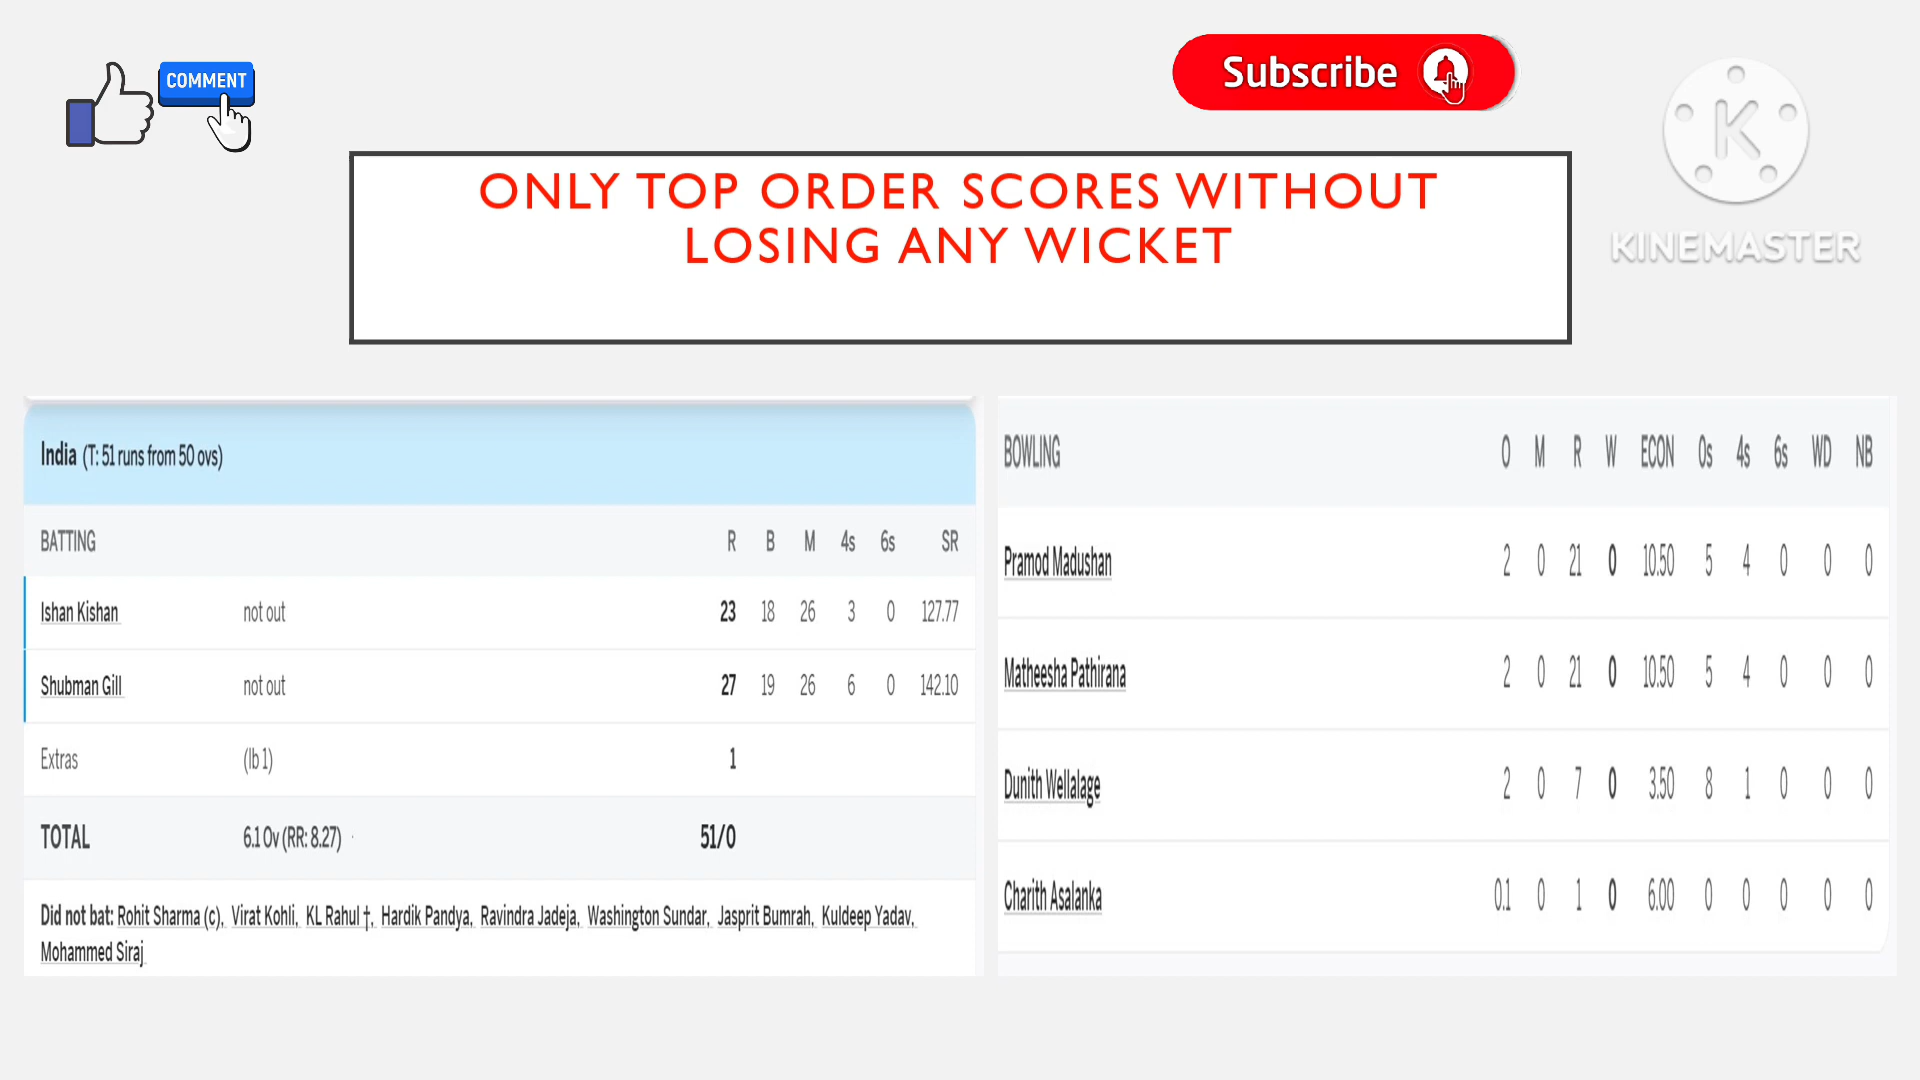 COMMENT
Subscribe
K
KINEMASTER
ONLY TOP ORDER SCORES WITHOUT
LOSING ANY WICKET
India (T: 51 runs from 50 ovs)
BATTING R B M 4s 6s SR
Ishan Kishan not out 23 18 26 3 0 127.77
Shubman Gill not out 27 19 26 6 0 142.10
Extras (lb 1) 1
TOTAL 6.1 Ov (RR: 8.27) 51/0
Did not bat: Rohit Sharma (c), Virat Kohli, KL Rahul †, Hardik Pandya, Ravindra Jadeja, Washington Sundar, Jasprit Bumrah, Kuldeep Yadav,
Mohammed Siraj
BOWLING O M R W ECON 0s 4s 6s WD NB
Pramod Madushan 2 0 21 0 10.50 5 4 0 0 0
Matheesha Pathirana 2 0 21 0 10.50 5 4 0 0 0
Dunith Wellalage 2 0 7 0 3.50 8 1 0 0 0
Charith Asalanka 0.1 0 1 0 6.00 0 0 0 0 0